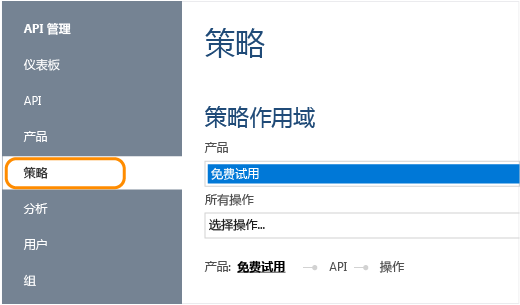 API 管理
仪表板
API
产品
策略
分析
用户
组
策略
策略作用域
产品
免费试用
所有操作
选择操作...
产品: 免费试用 API 操作